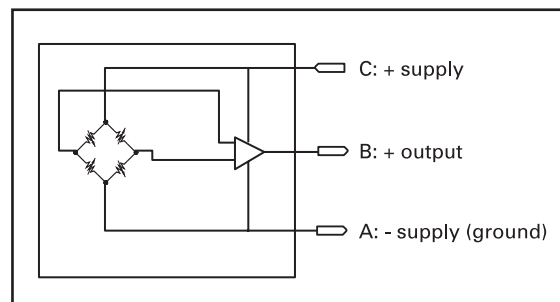 C: + supply
B: + output
A: - supply (ground)